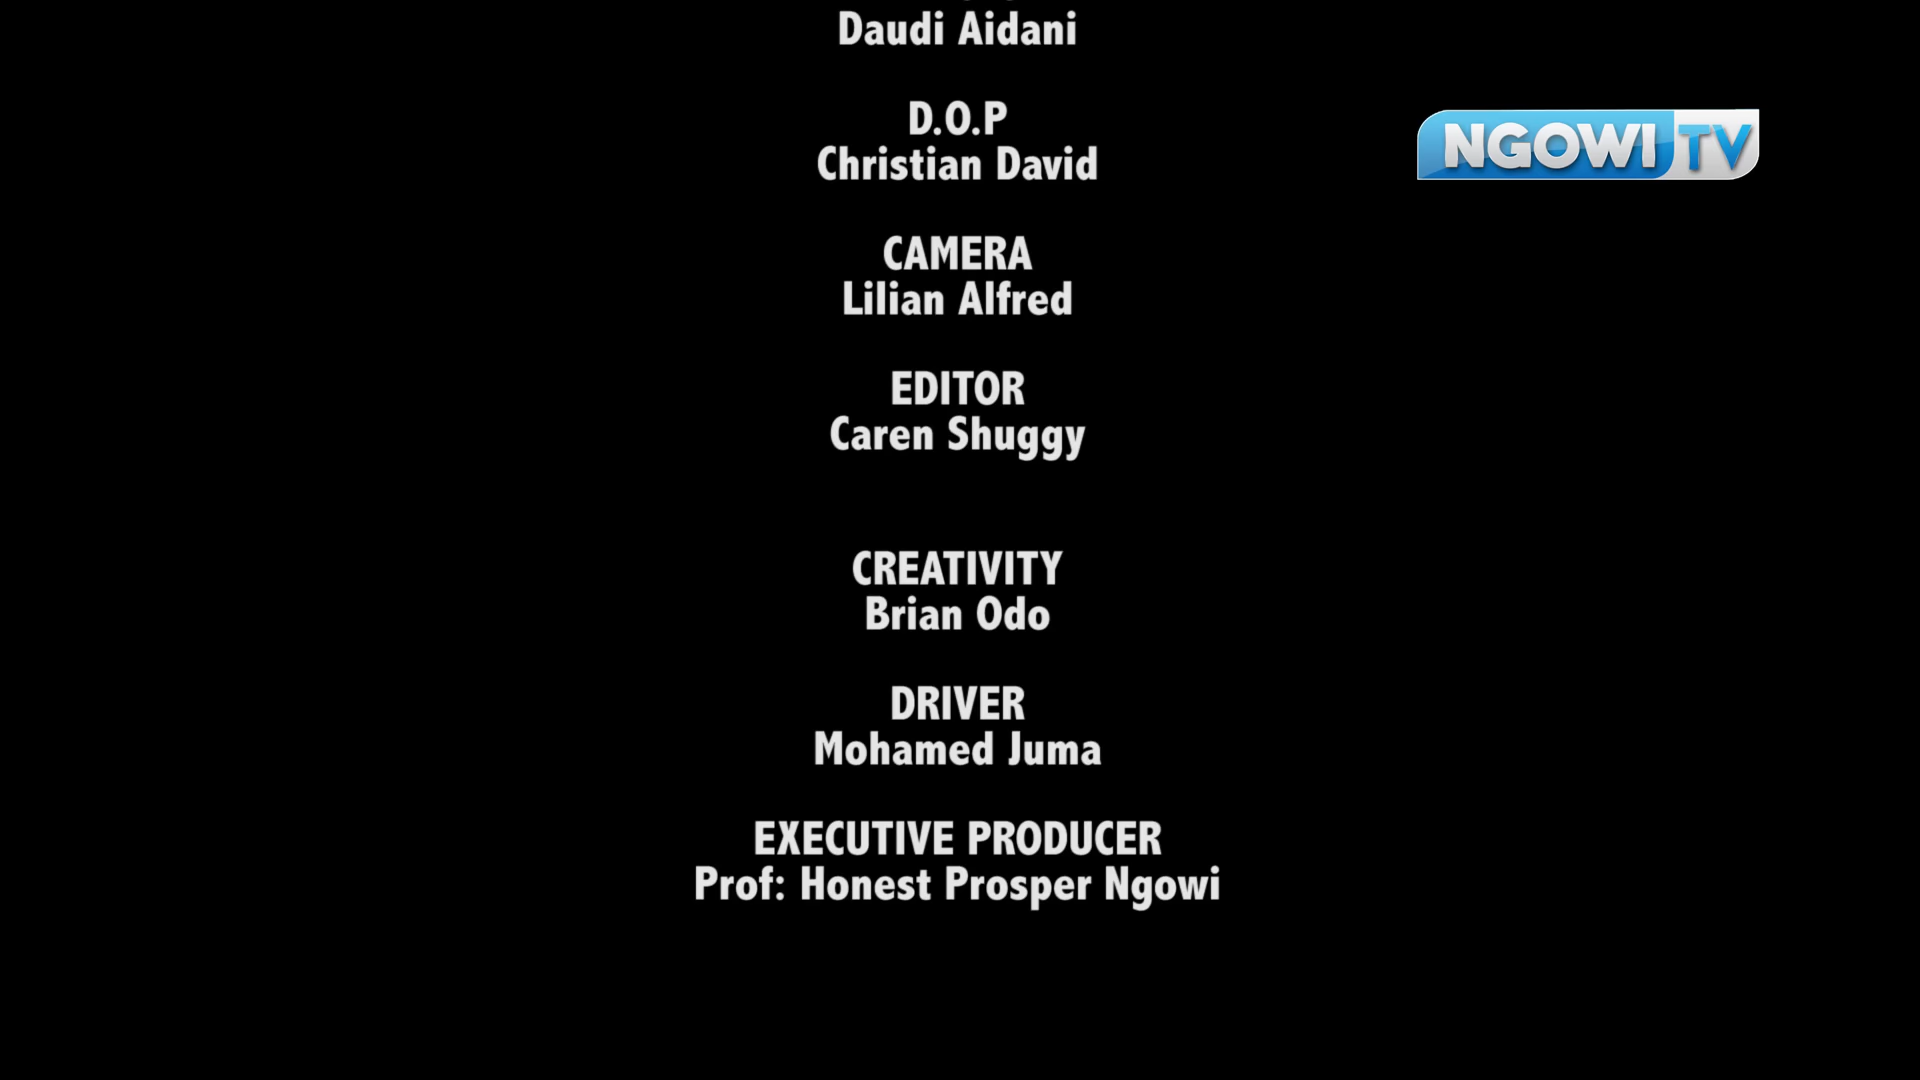 Daudi Aidani
D.O.P
Christian David
NGOWI TV
CAMERA
Lilian Alfred
EDITOR
Caren Shuggy
CREATIVITY
Brian Odo
DRIVER
Mohamed Juma
EXECUTIVE PRODUCER
Prof: Honest Prosper Ngowi